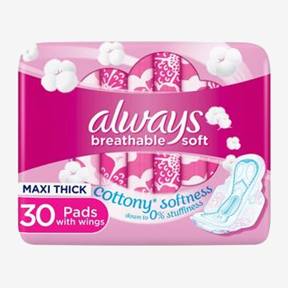 always
breathable soft
MAXI THICK
30 Pads
with wings
cottony* softness
down to 0% stuffiness